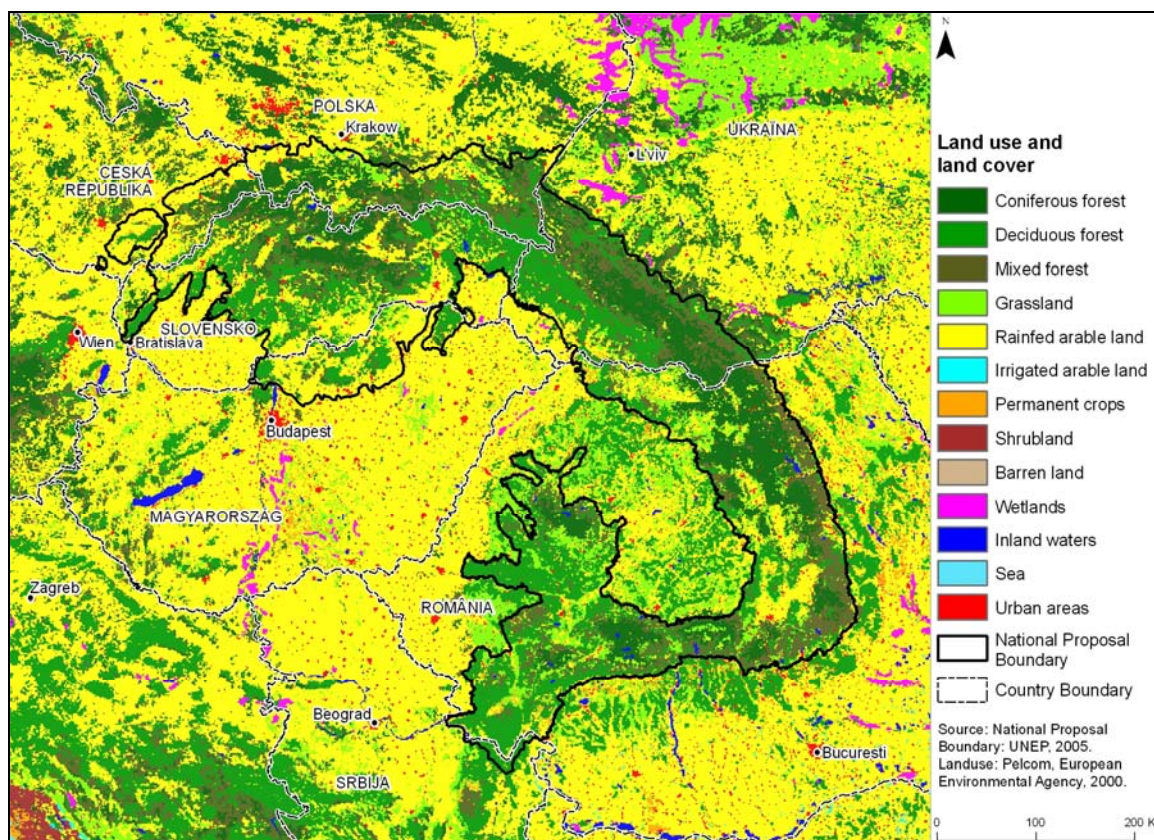 POLSKA
Krakow
UKRAÏNA
L'viv
CESKÁ
REPUBLIKA
SLOVENSKO
Wien
Bratislava
Budapest
MAGYARORSZÁG
Zagreb
ROMÂNIA
Beograd
SRBIJA
Bucuresti
N
Land use and
land cover
Coniferous forest
Deciduous forest
Mixed forest
Grassland
Rainfed arable land
Irrigated arable land
Permanent crops
Shrubland
Barren land
Wetlands
Inland waters
Sea
Urban areas
National Proposal
Boundary
Country Boundary
Source: National Proposal
Boundary: UNEP, 2005.
Landuse: Pelcom, European
Environmental Agency, 2000.
0 100 200 K